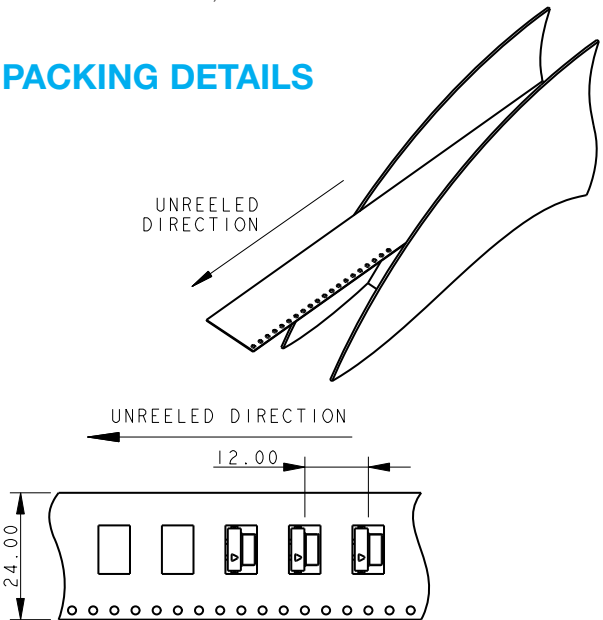 PACKING DETAILS
UNREELED
DIRECTION
UNREELED DIRECTION
12.00
24.00